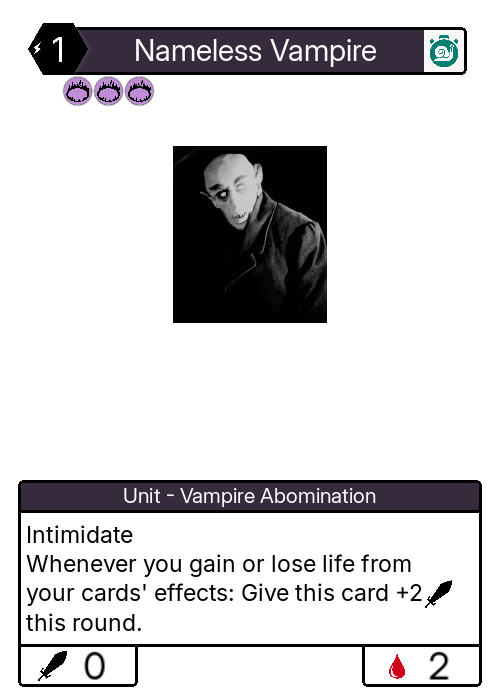 1
Nameless Vampire
Unit - Vampire Abomination
Intimidate
Whenever you gain or lose life from
your cards' effects: Give this card +2
this round.
0
2